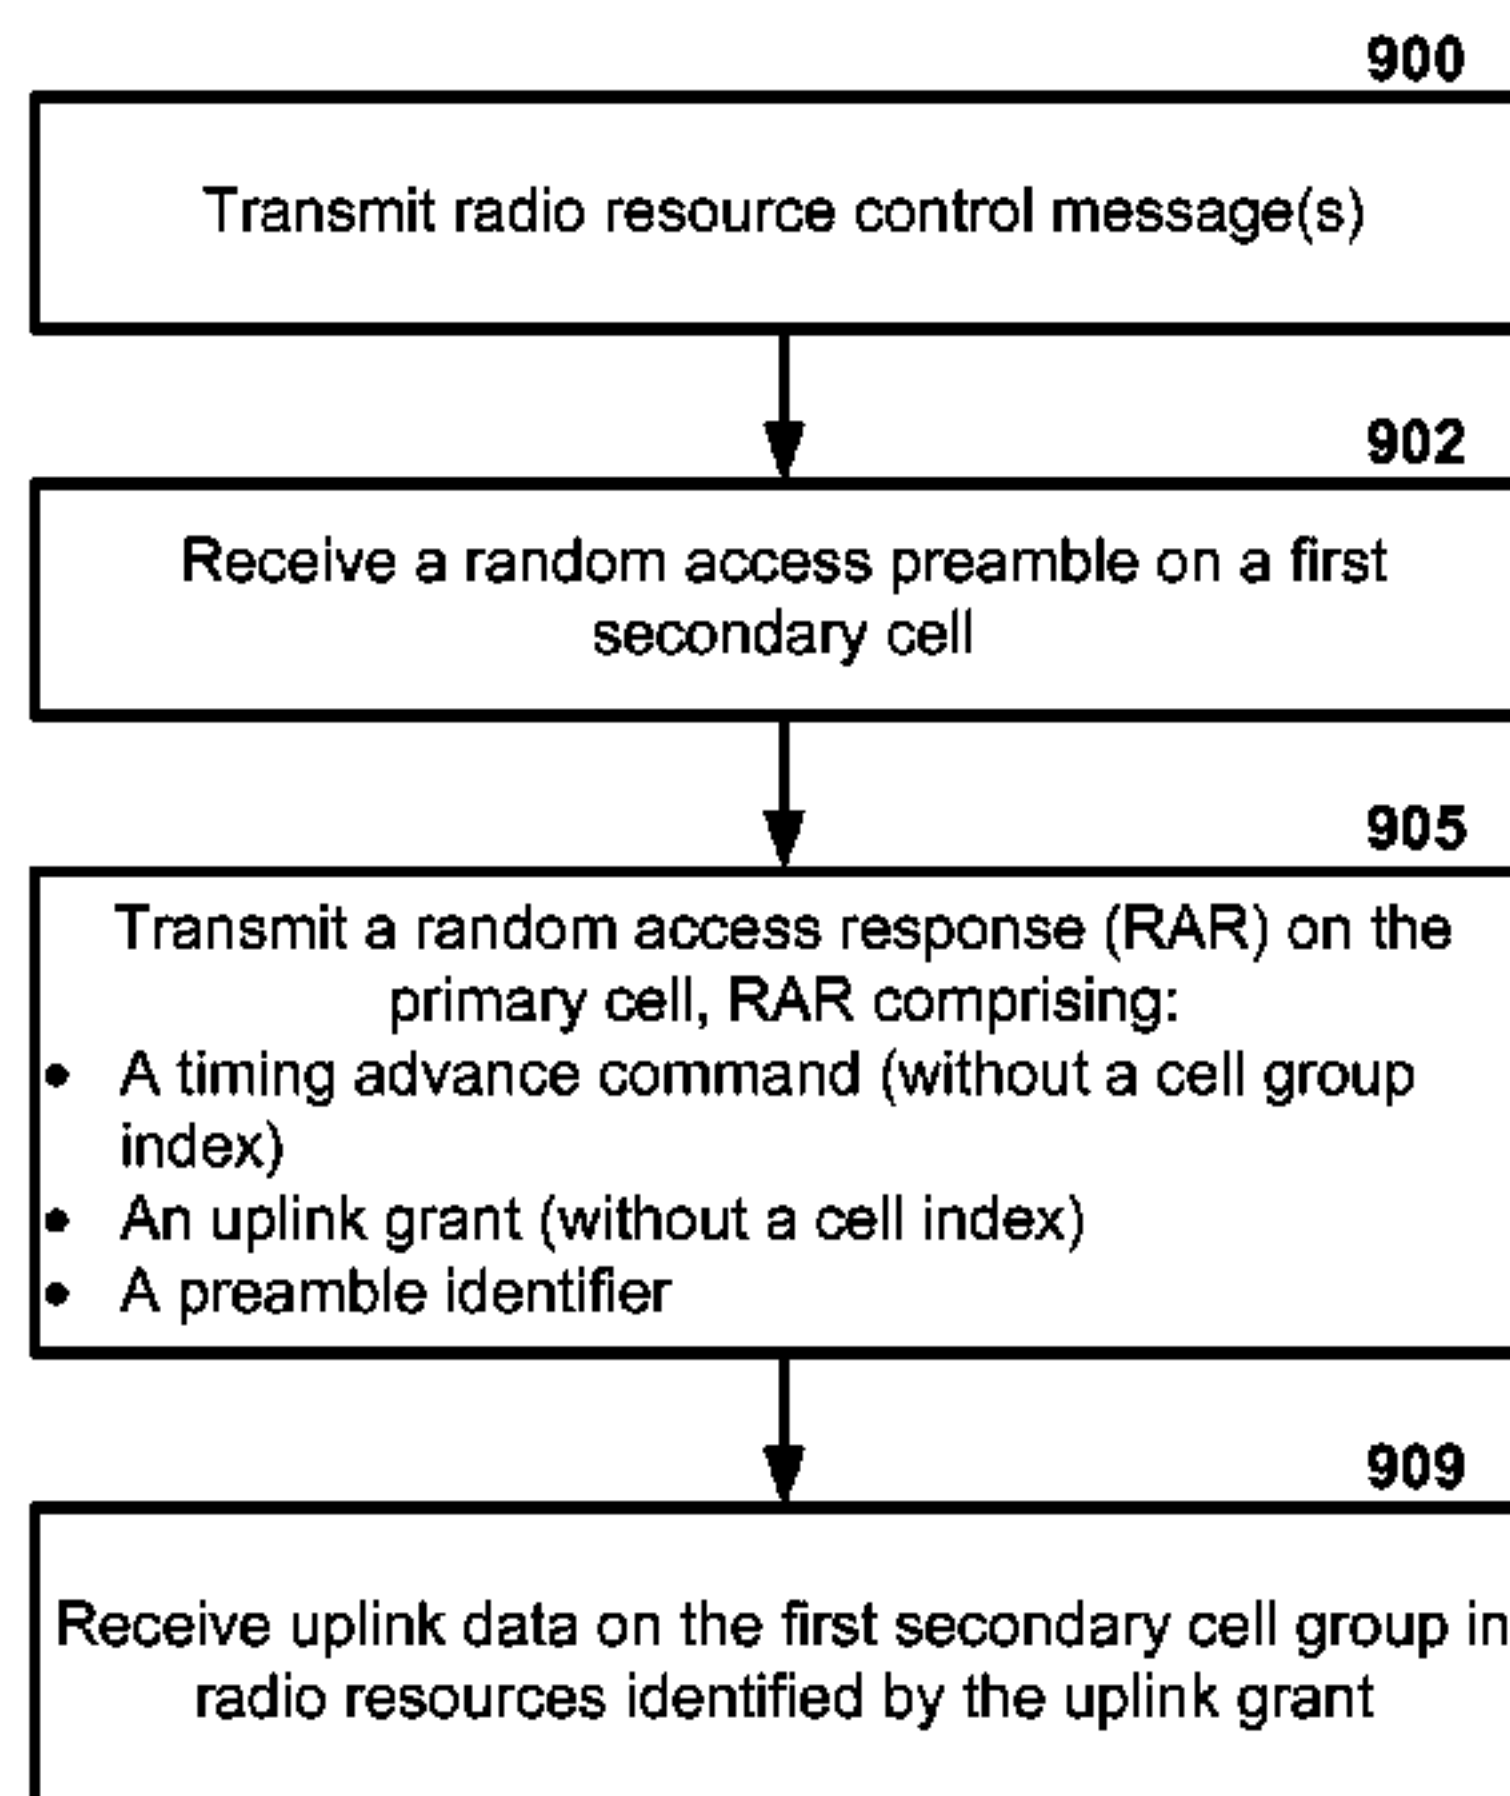 900
Transmit radio resource control message(s)
902
Receive a random access preamble on a first
secondary cell
905
Transmit a random access response (RAR) on the
primary cell, RAR comprising:
• A timing advance command (without a cell group
index)
• An uplink grant (without a cell index)
• A preamble identifier
909
Receive uplink data on the first secondary cell group in
radio resources identified by the uplink grant